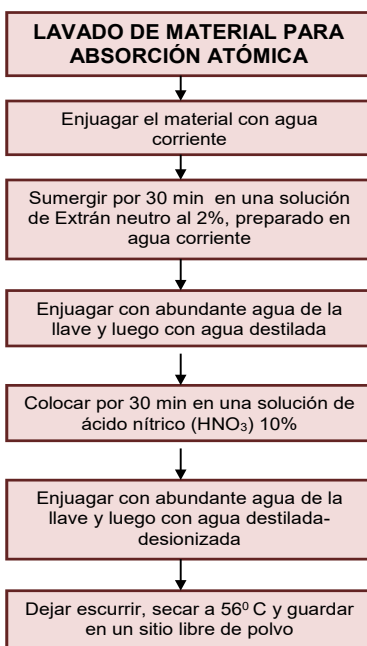 LAVADO DE MATERIAL PARA
ABSORCIÓN ATÓMICA
Enjuagar el material con agua
corriente
Sumergir por 30 min en una solución
de Extrán neutro al 2%, preparado en
agua corriente
Enjuagar con abundante agua de la
llave y luego con agua destilada
Colocar por 30 min en una solución de
ácido nítrico (HNO₃) 10%
Enjuagar con abundante agua de la
llave y luego con agua destilada-
desionizada
Dejar escurrir, secar a 56⁰ C y guardar
en un sitio libre de polvo